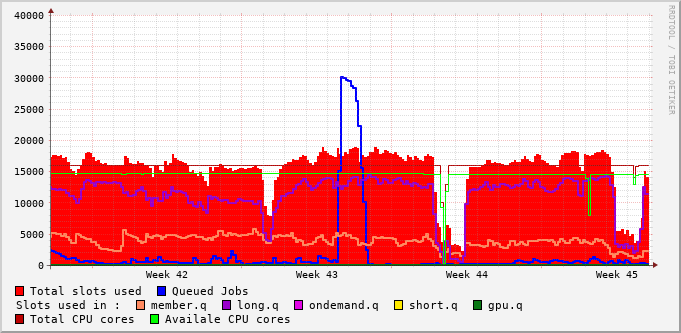 40000
35000
30000
25000
20000
15000
10000
5000
0
Week 42 Week 43 Week 44 Week 45
RRDTOOL / TOBI OETIKER
Total slots used Queued Jobs
Slots used in : member.q long.q ondemand.q short.q gpu.q
Total CPU cores Availale CPU cores